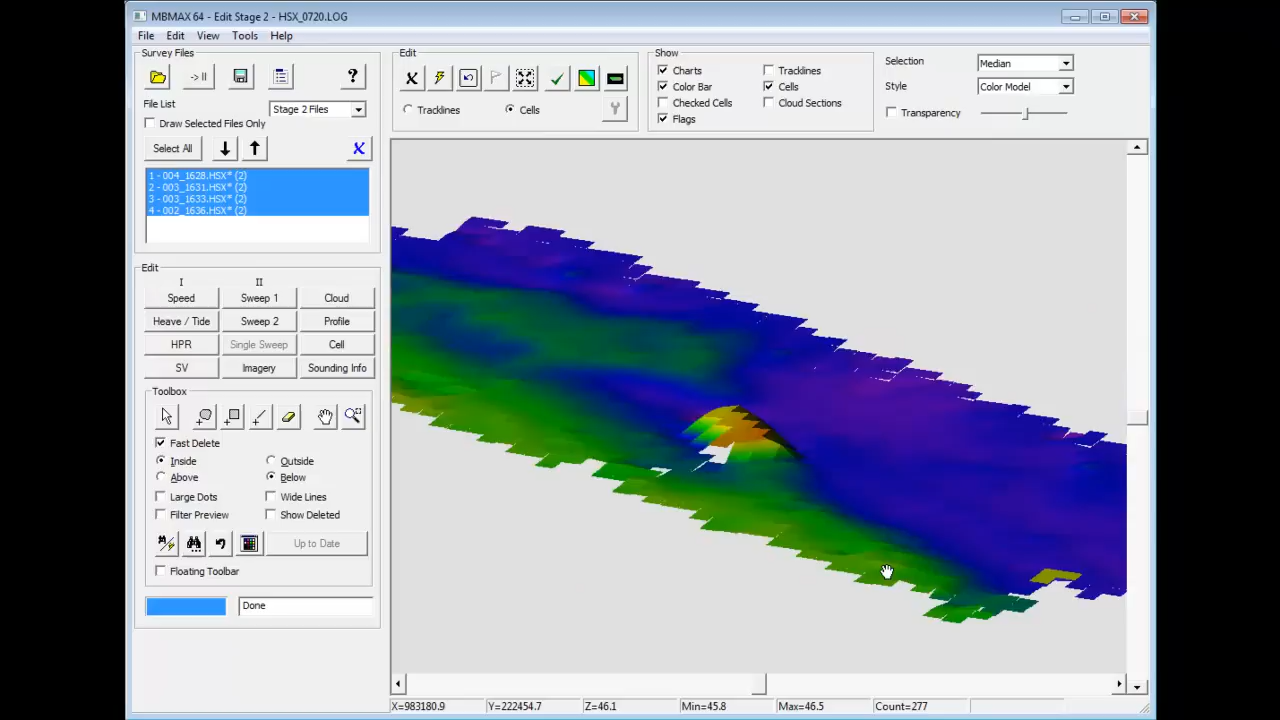 MBMAX 64 - Edit Stage 2 - HSX_0720.LOG
File Edit View Tools Help
Survey Files
->II
?
File List
Stage 2 Files
Draw Selected Files Only
Select All
X
1 - 004_1628.HSX* (2)
2 - 003_1631.HSX* (2)
3 - 003_1633.HSX* (2)
4 - 002_1636.HSX* (2)
Edit
I II
Speed Sweep 1 Cloud
Heave / Tide Sweep 2 Profile
HPR Single Sweep Cell
SV Imagery Sounding Info
Toolbox
Fast Delete
Inside Outside
Above Below
Large Dots Wide Lines
Filter Preview Show Deleted
Up to Date
Floating Toolbar
Done
Edit
X
Tracklines Cells
Show
Charts Tracklines
Color Bar Cells
Checked Cells Cloud Sections
Flags
Selection Median
Style Color Model
Transparency
X=983180.9 Y=222454.7 Z=46.1 Min=45.8 Max=46.5 Count=277